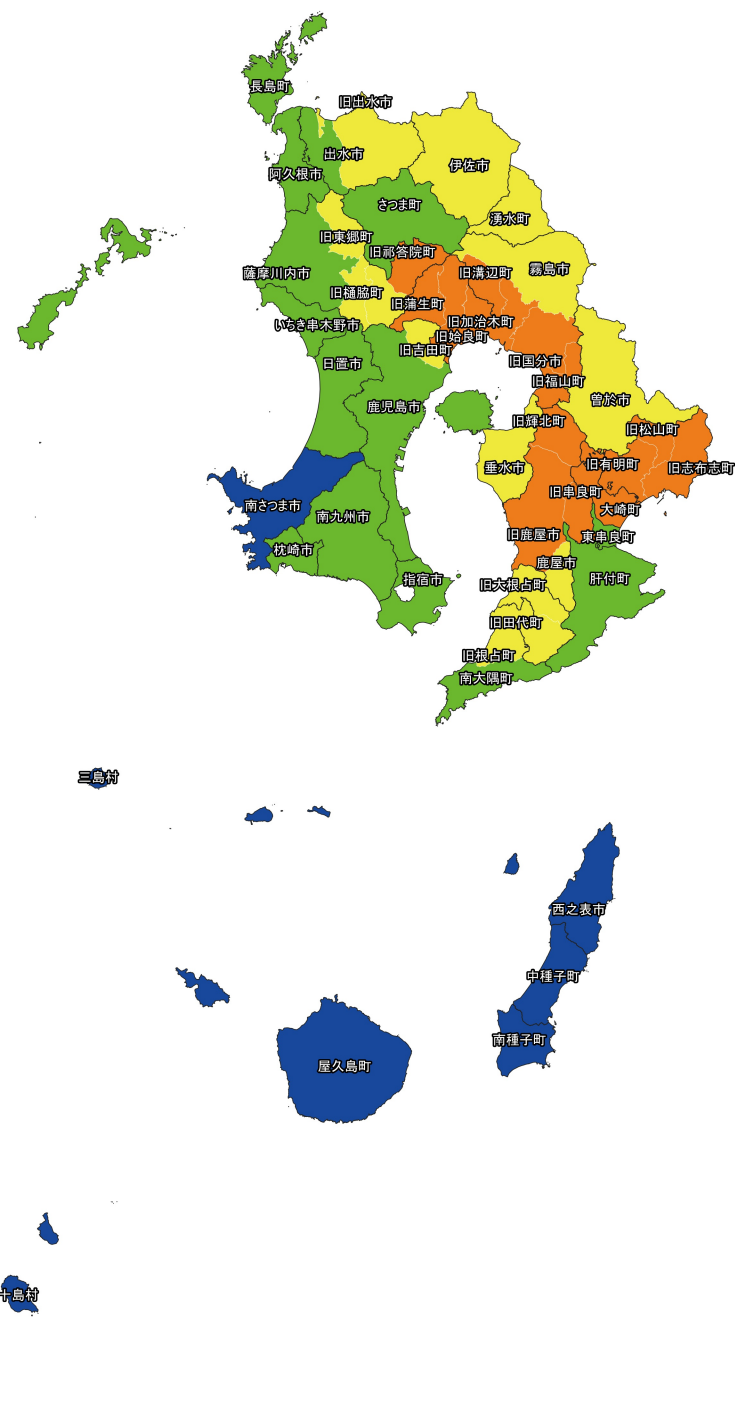 長島町
旧出水市
出水市
伊佐市
阿久根市
さつま町
湧水町
旧東郷町
旧祁答院町
薩摩川内市
旧溝辺町
霧島市
旧樋脇町
旧蒲生町
いちき串木野市
旧加治木町
旧姶良町
旧吉田町
日置市
旧国分市
旧福山町
曽於市
鹿児島市
旧輝北町
旧松山町
垂水市
旧有明町
旧志布志町
旧串良町
南さつま市
大崎町
南九州市
旧鹿屋市
東串良町
枕崎市
鹿屋市
指宿市
旧大根占町
肝付町
旧田代町
旧根占町
南大隅町
三島村
西之表市
中種子町
南種子町
屋久島町
十島村